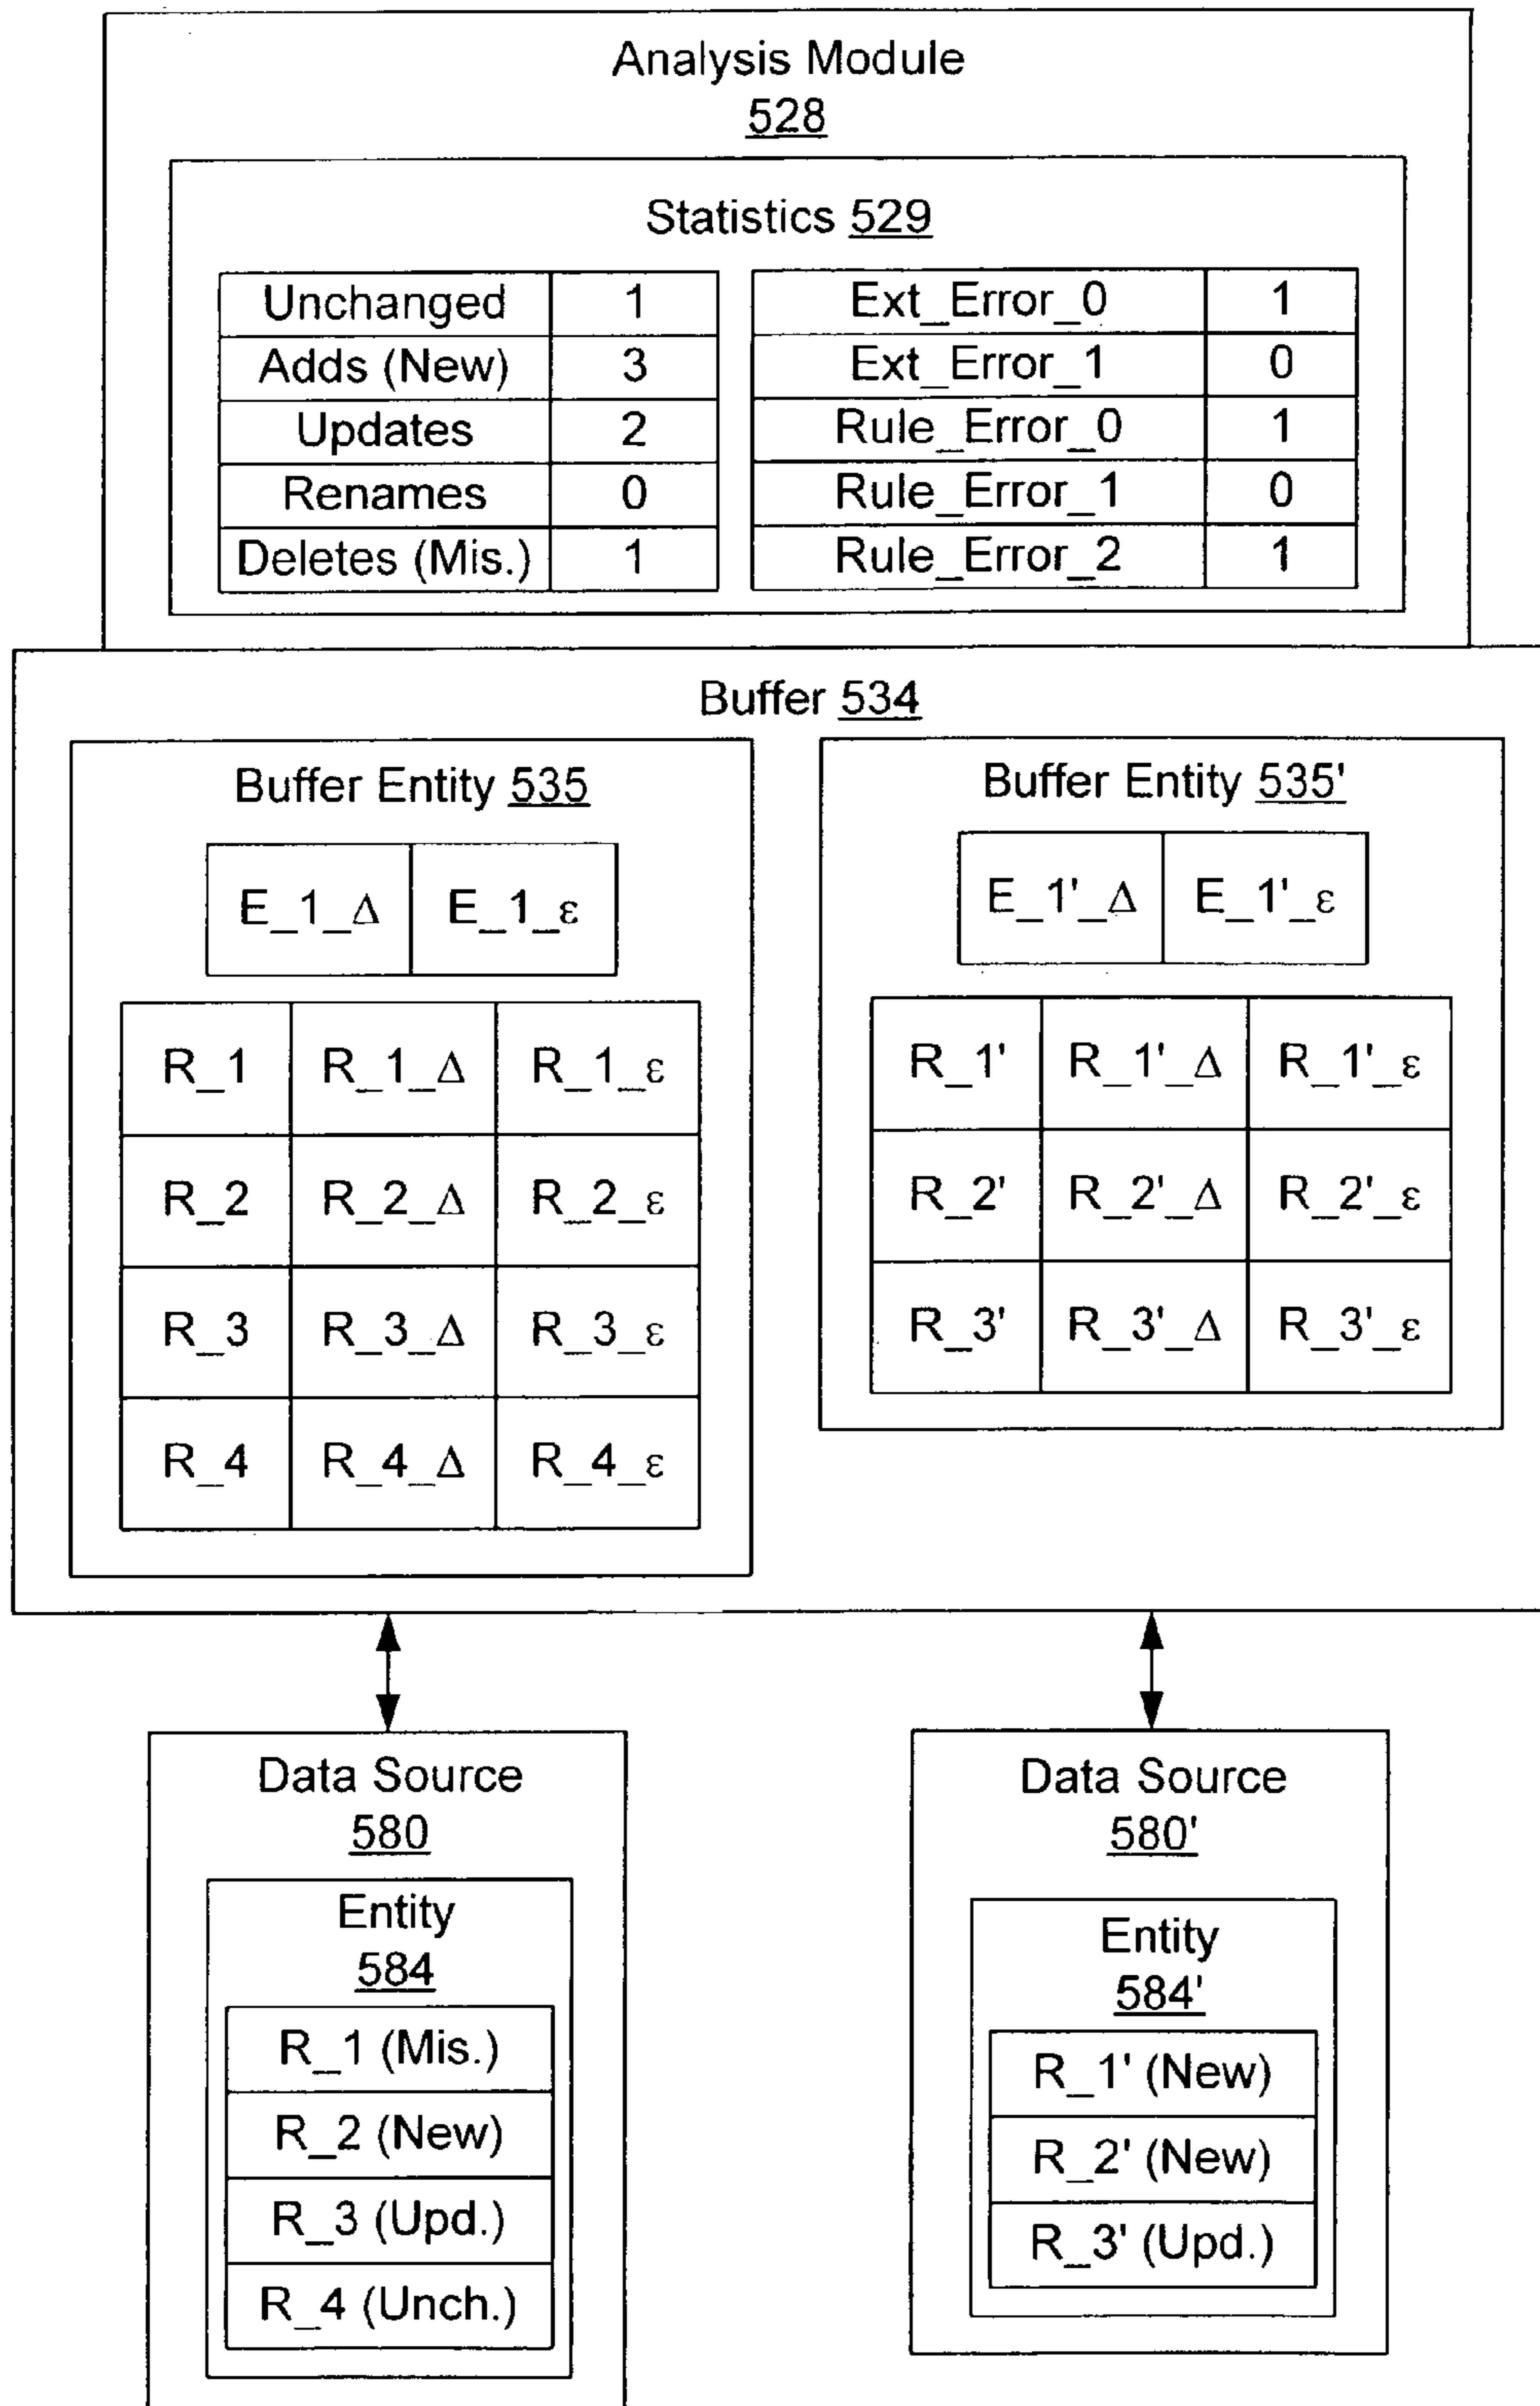 Analysis Module
528
Statistics 529
Unchanged 1
Adds (New) 3
Updates 2
Renames 0
Deletes (Mis.) 1
Ext_Error_0 1
Ext_Error_1 0
Rule_Error_0 1
Rule_Error_1 0
Rule_Error_2 1
Buffer 534
Buffer Entity 535
E_1_Δ E_1_ε
R_1 R_1_Δ R_1_ε
R_2 R_2_Δ R_2_ε
R_3 R_3_Δ R_3_ε
R_4 R_4_Δ R_4_ε
Buffer Entity 535'
E_1'_Δ E_1'_ε
R_1' R_1'_Δ R_1'_ε
R_2' R_2'_Δ R_2'_ε
R_3' R_3'_Δ R_3'_ε
Data Source
580
Entity
584
R_1 (Mis.)
R_2 (New)
R_3 (Upd.)
R_4 (Unch.)
Data Source
580'
Entity
584'
R_1' (New)
R_2' (New)
R_3' (Upd.)